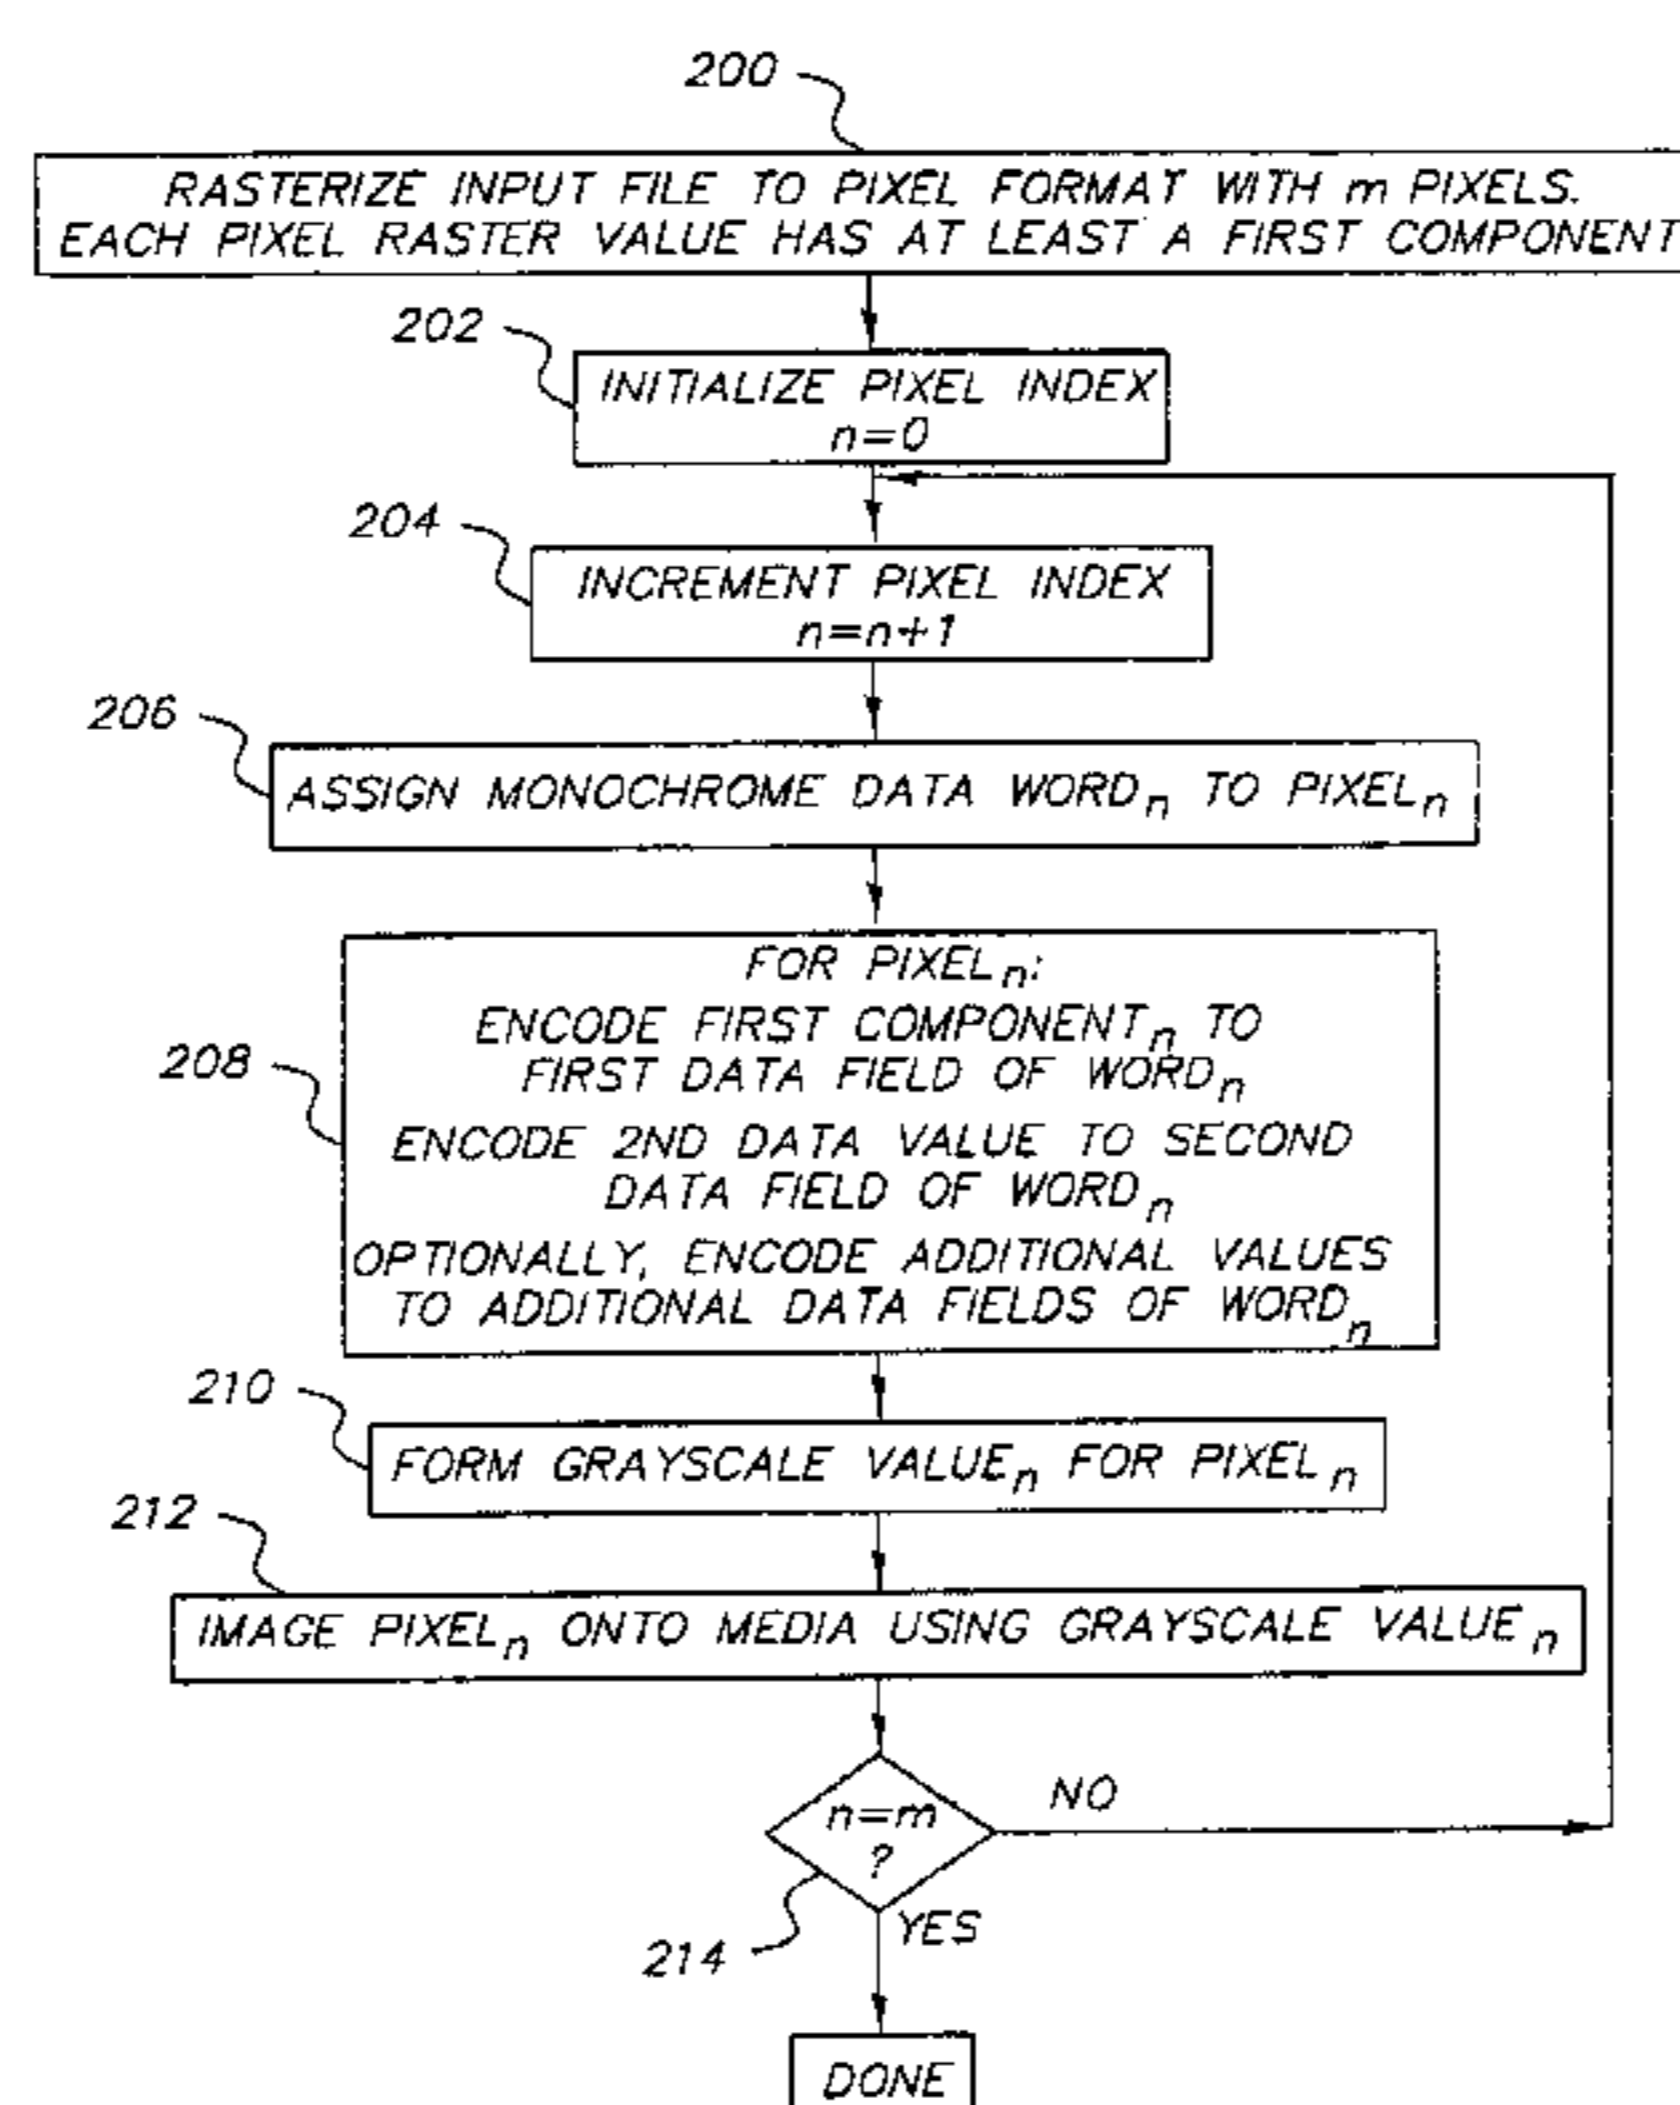 200
RASTERIZE INPUT FILE TO PIXEL FORMAT WITH m PIXELS.
EACH PIXEL RASTER VALUE HAS AT LEAST A FIRST COMPONENT
202
INITIALIZE PIXEL INDEX
n=0
204
INCREMENT PIXEL INDEX
n=n+1
206
ASSIGN MONOCHROME DATA WORDn TO PIXELn
208
FOR PIXELn:
ENCODE FIRST COMPONENTn TO
FIRST DATA FIELD OF WORDn
ENCODE 2ND DATA VALUE TO SECOND
DATA FIELD OF WORDn
OPTIONALLY, ENCODE ADDITIONAL VALUES
TO ADDITIONAL DATA FIELDS OF WORDn
210
FORM GRAYSCALE VALUEn FOR PIXELn
212
IMAGE PIXELn ONTO MEDIA USING GRAYSCALE VALUEn
n=m
?
NO
YES
214
DONE